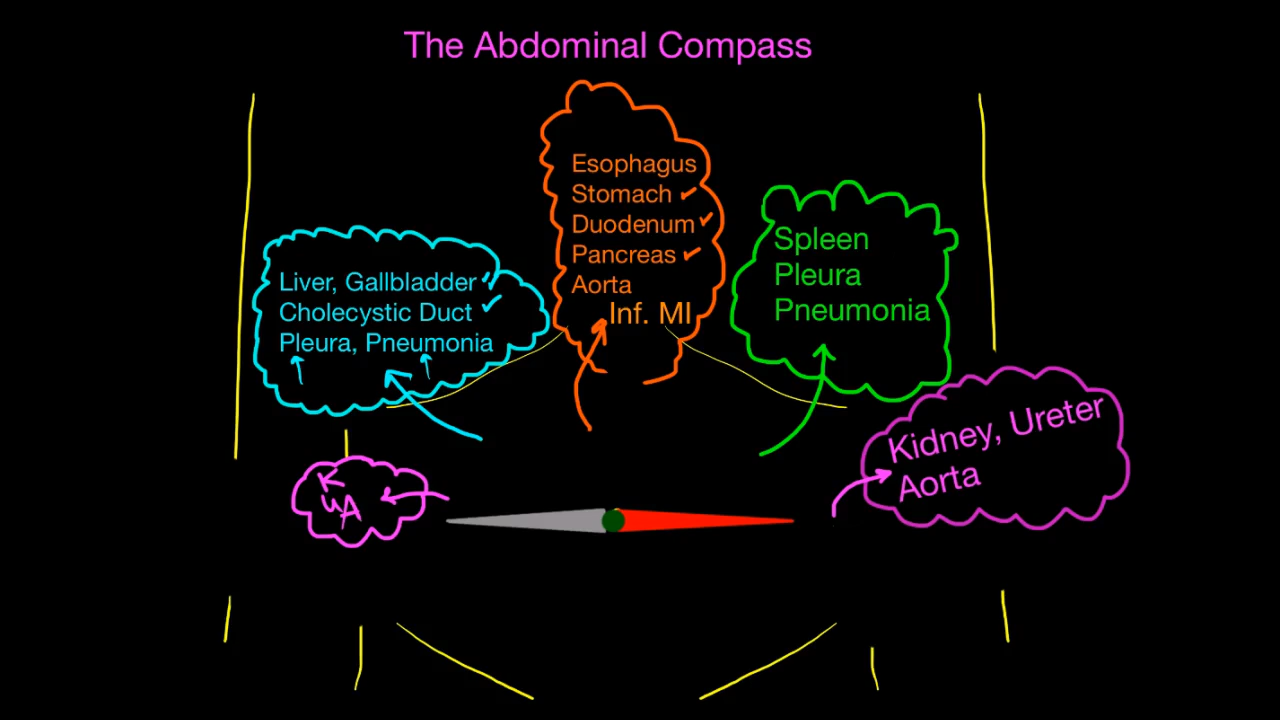 The Abdominal Compass
Esophagus
Stomach
Duodenum
Pancreas
Aorta
Inf. MI
Liver, Gallbladder
Cholecystic Duct
Pleura, Pneumonia
Spleen
Pleura
Pneumonia
Kidney, Ureter
Aorta